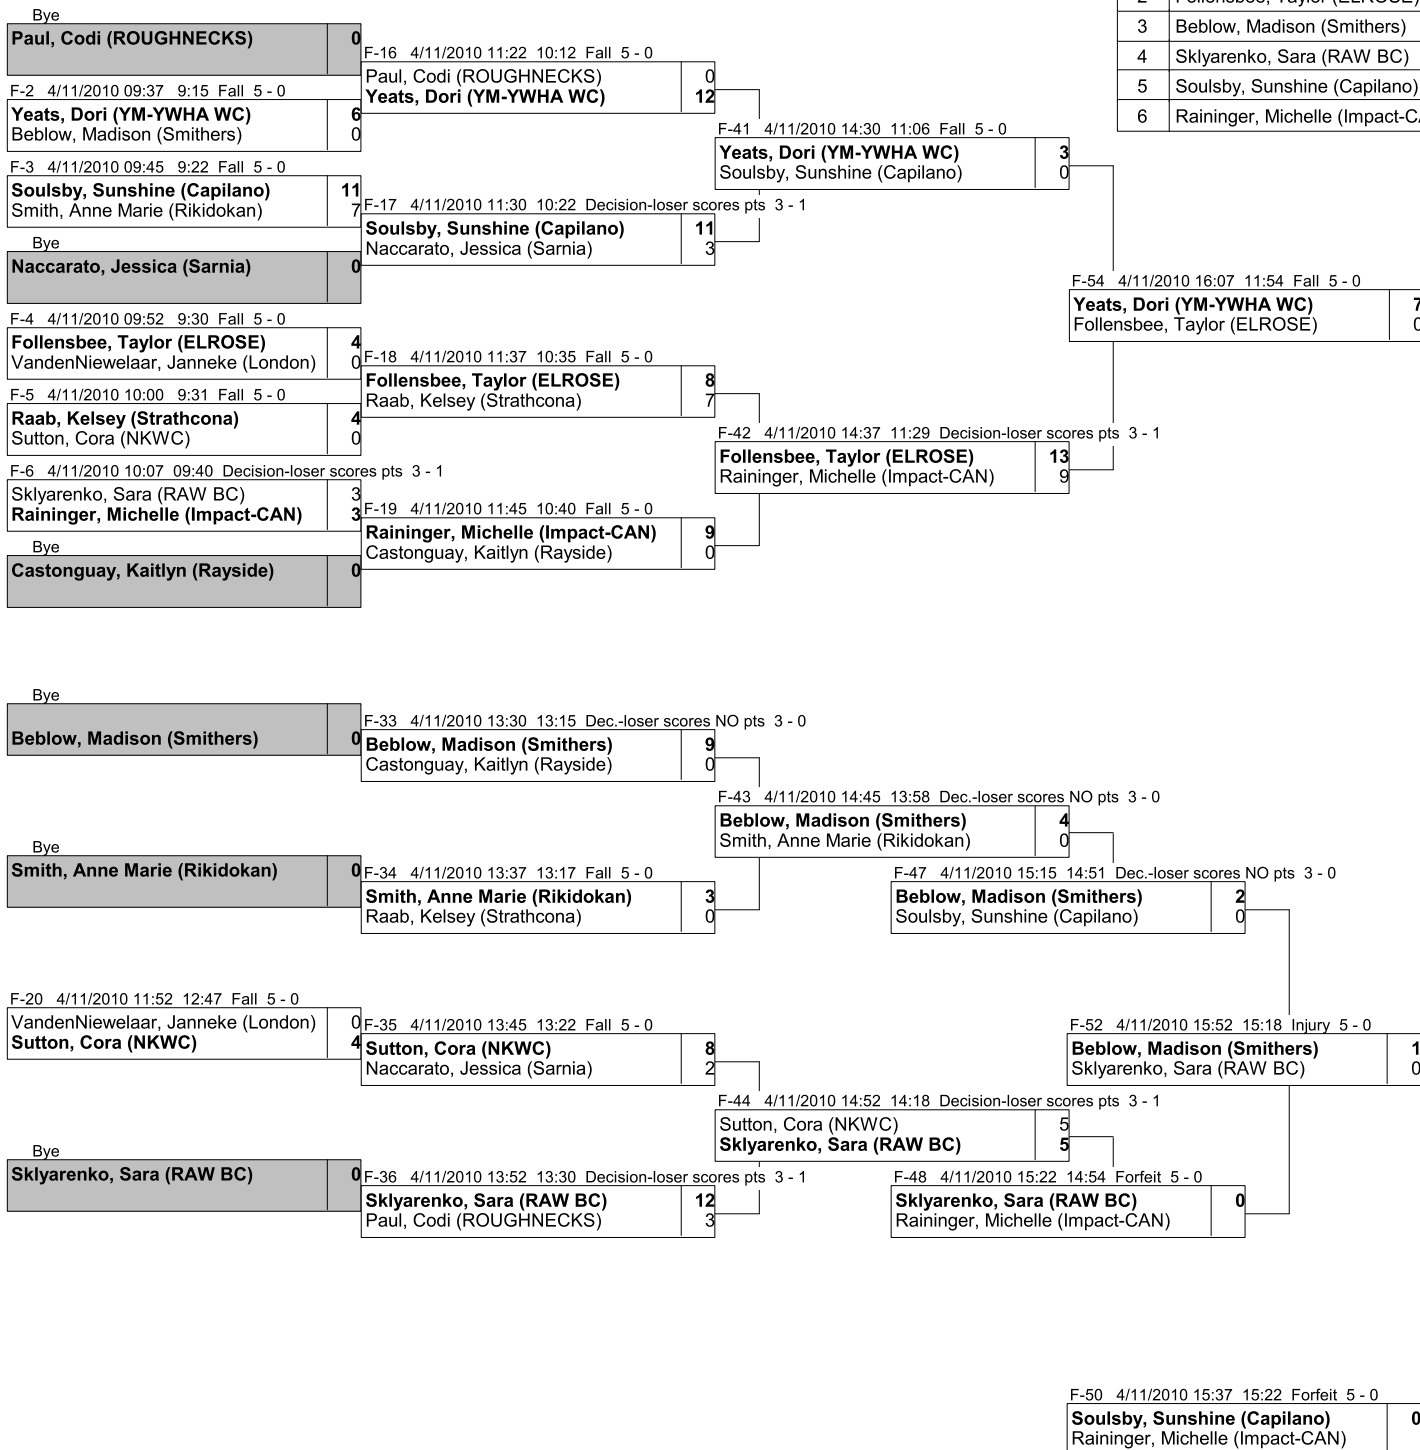 2 Follensbee, Taylor (ELROSE)
3 Beblow, Madison (Smithers)
4 Sklyarenko, Sara (RAW BC)
5 Soulsby, Sunshine (Capilano)
6 Raininger, Michelle (Impact-CA
Bye
Paul, Codi (ROUGHNECKS) 0
F-2 4/11/2010 09:37 9:15 Fall 5 - 0
Yeats, Dori (YM-YWHA WC) 6
Beblow, Madison (Smithers) 0
F-3 4/11/2010 09:45 9:22 Fall 5 - 0
Soulsby, Sunshine (Capilano) 11
Smith, Anne Marie (Rikidokan) 7
Bye
Naccarato, Jessica (Sarnia) 0
F-4 4/11/2010 09:52 9:30 Fall 5 - 0
Follensbee, Taylor (ELROSE) 4
VandenNiewelaar, Janneke (London) 0
F-5 4/11/2010 10:00 9:31 Fall 5 - 0
Raab, Kelsey (Strathcona) 4
Sutton, Cora (NKWC) 0
F-6 4/11/2010 10:07 09:40 Decision-loser scores pts 3 - 1
Sklyarenko, Sara (RAW BC) 3
Raininger, Michelle (Impact-CAN) 3
Bye
Castonguay, Kaitlyn (Rayside) 0
F-16 4/11/2010 11:22 10:12 Fall 5 - 0
Paul, Codi (ROUGHNECKS) 0
Yeats, Dori (YM-YWHA WC) 12
F-17 4/11/2010 11:30 10:22 Decision-loser scores pts 3 - 1
Soulsby, Sunshine (Capilano) 11
Naccarato, Jessica (Sarnia) 3
F-18 4/11/2010 11:37 10:35 Fall 5 - 0
Follensbee, Taylor (ELROSE) 8
Raab, Kelsey (Strathcona) 7
F-19 4/11/2010 11:45 10:40 Fall 5 - 0
Raininger, Michelle (Impact-CAN) 9
Castonguay, Kaitlyn (Rayside) 0
F-41 4/11/2010 14:30 11:06 Fall 5 - 0
Yeats, Dori (YM-YWHA WC) 3
Soulsby, Sunshine (Capilano) 0
F-42 4/11/2010 14:37 11:29 Decision-loser scores pts 3 - 1
Follensbee, Taylor (ELROSE) 13
Raininger, Michelle (Impact-CAN) 9
F-54 4/11/2010 16:07 11:54 Fall 5 - 0
Yeats, Dori (YM-YWHA WC) 7
Follensbee, Taylor (ELROSE) 0
Bye
Beblow, Madison (Smithers) 0
Bye
Smith, Anne Marie (Rikidokan) 0
F-20 4/11/2010 11:52 12:47 Fall 5 - 0
VandenNiewelaar, Janneke (London) 0
Sutton, Cora (NKWC) 4
Bye
Sklyarenko, Sara (RAW BC) 0
F-33 4/11/2010 13:30 13:15 Dec.-loser scores NO pts 3 - 0
Beblow, Madison (Smithers) 9
Castonguay, Kaitlyn (Rayside) 0
F-34 4/11/2010 13:37 13:17 Fall 5 - 0
Smith, Anne Marie (Rikidokan) 3
Raab, Kelsey (Strathcona) 0
F-35 4/11/2010 13:45 13:22 Fall 5 - 0
Sutton, Cora (NKWC) 8
Naccarato, Jessica (Sarnia) 2
F-36 4/11/2010 13:52 13:30 Decision-loser scores pts 3 - 1
Sklyarenko, Sara (RAW BC) 12
Paul, Codi (ROUGHNECKS) 3
F-43 4/11/2010 14:45 13:58 Dec.-loser scores NO pts 3 - 0
Beblow, Madison (Smithers) 4
Smith, Anne Marie (Rikidokan) 0
F-44 4/11/2010 14:52 14:18 Decision-loser scores pts 3 - 1
Sutton, Cora (NKWC) 5
Sklyarenko, Sara (RAW BC) 5
F-47 4/11/2010 15:15 14:51 Dec.-loser scores NO pts 3 - 0
Beblow, Madison (Smithers) 2
Soulsby, Sunshine (Capilano) 0
F-48 4/11/2010 15:22 14:54 Forfeit 5 - 0
Sklyarenko, Sara (RAW BC) 0
Raininger, Michelle (Impact-CAN)
F-52 4/11/2010 15:52 15:18 Injury 5 - 0
Beblow, Madison (Smithers) 1
Sklyarenko, Sara (RAW BC) 0
F-50 4/11/2010 15:37 15:22 Forfeit 5 - 0
Soulsby, Sunshine (Capilano) 0
Raininger, Michelle (Impact-CAN)